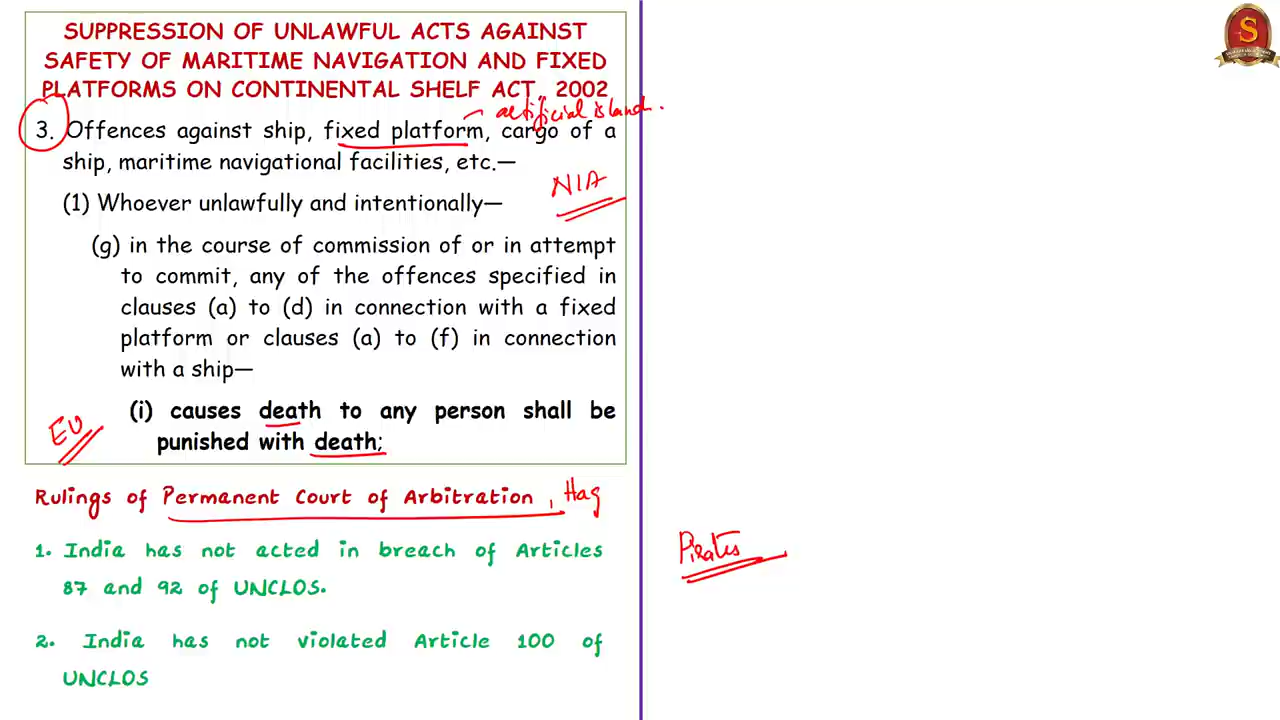 SUPPRESSION OF UNLAWFUL ACTS AGAINST
SAFETY OF MARITIME NAVIGATION AND FIXED
PLATFORMS ON CONTINENTAL SHELF ACT, 2002
artificial island.
3. Offences against ship, fixed platform, cargo of a
ship, maritime navigational facilities, etc.—
NIA
(1) Whoever unlawfully and intentionally—
(g) in the course of commission of or in attempt
to commit, any of the offences specified in
clauses (a) to (d) in connection with a fixed
platform or clauses (a) to (f) in connection
with a ship—
(i) causes death to any person shall be
punished with death;
EU
Rulings of Permanent Court of Arbitration, Hag
1. India has not acted in breach of Articles
87 and 92 of UNCLOS.
2. India has not violated Article 100 of
UNCLOS
Pirates
S